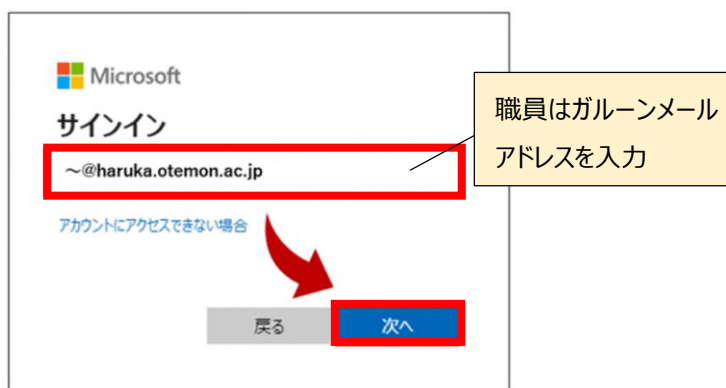 Microsoft
サインイン
～@haruka.otemon.ac.jp
アカウントにアクセスできない場合
戻る
次へ
職員はガルーンメール
アドレスを入力